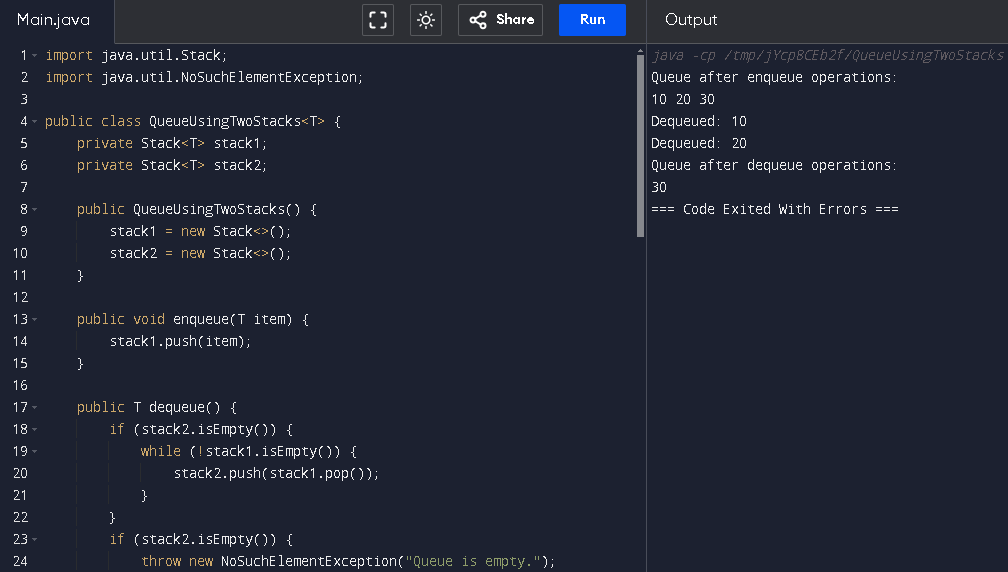 Main.java
Share
Run
Output
1 import java.util.Stack;
2 import java.util.NoSuchElementException;
3
4 public class QueueUsingTwoStacks<T> {
5     private Stack<T> stack1;
6     private Stack<T> stack2;
7
8     public QueueUsingTwoStacks() {
9         stack1 = new Stack<>();
10         stack2 = new Stack<>();
11     }
12
13     public void enqueue(T item) {
14         stack1.push(item);
15     }
16
17     public T dequeue() {
18         if (stack2.isEmpty()) {
19             while (!stack1.isEmpty()) {
20                 stack2.push(stack1.pop());
21             }
22         }
23         if (stack2.isEmpty()) {
24             throw new NoSuchElementException("Queue is empty.");
java -cp /tmp/jYcp8CEb2f/QueueUsingTwoStacks
Queue after enqueue operations:
10 20 30
Dequeued: 10
Dequeued: 20
Queue after dequeue operations:
30
=== Code Exited With Errors ===